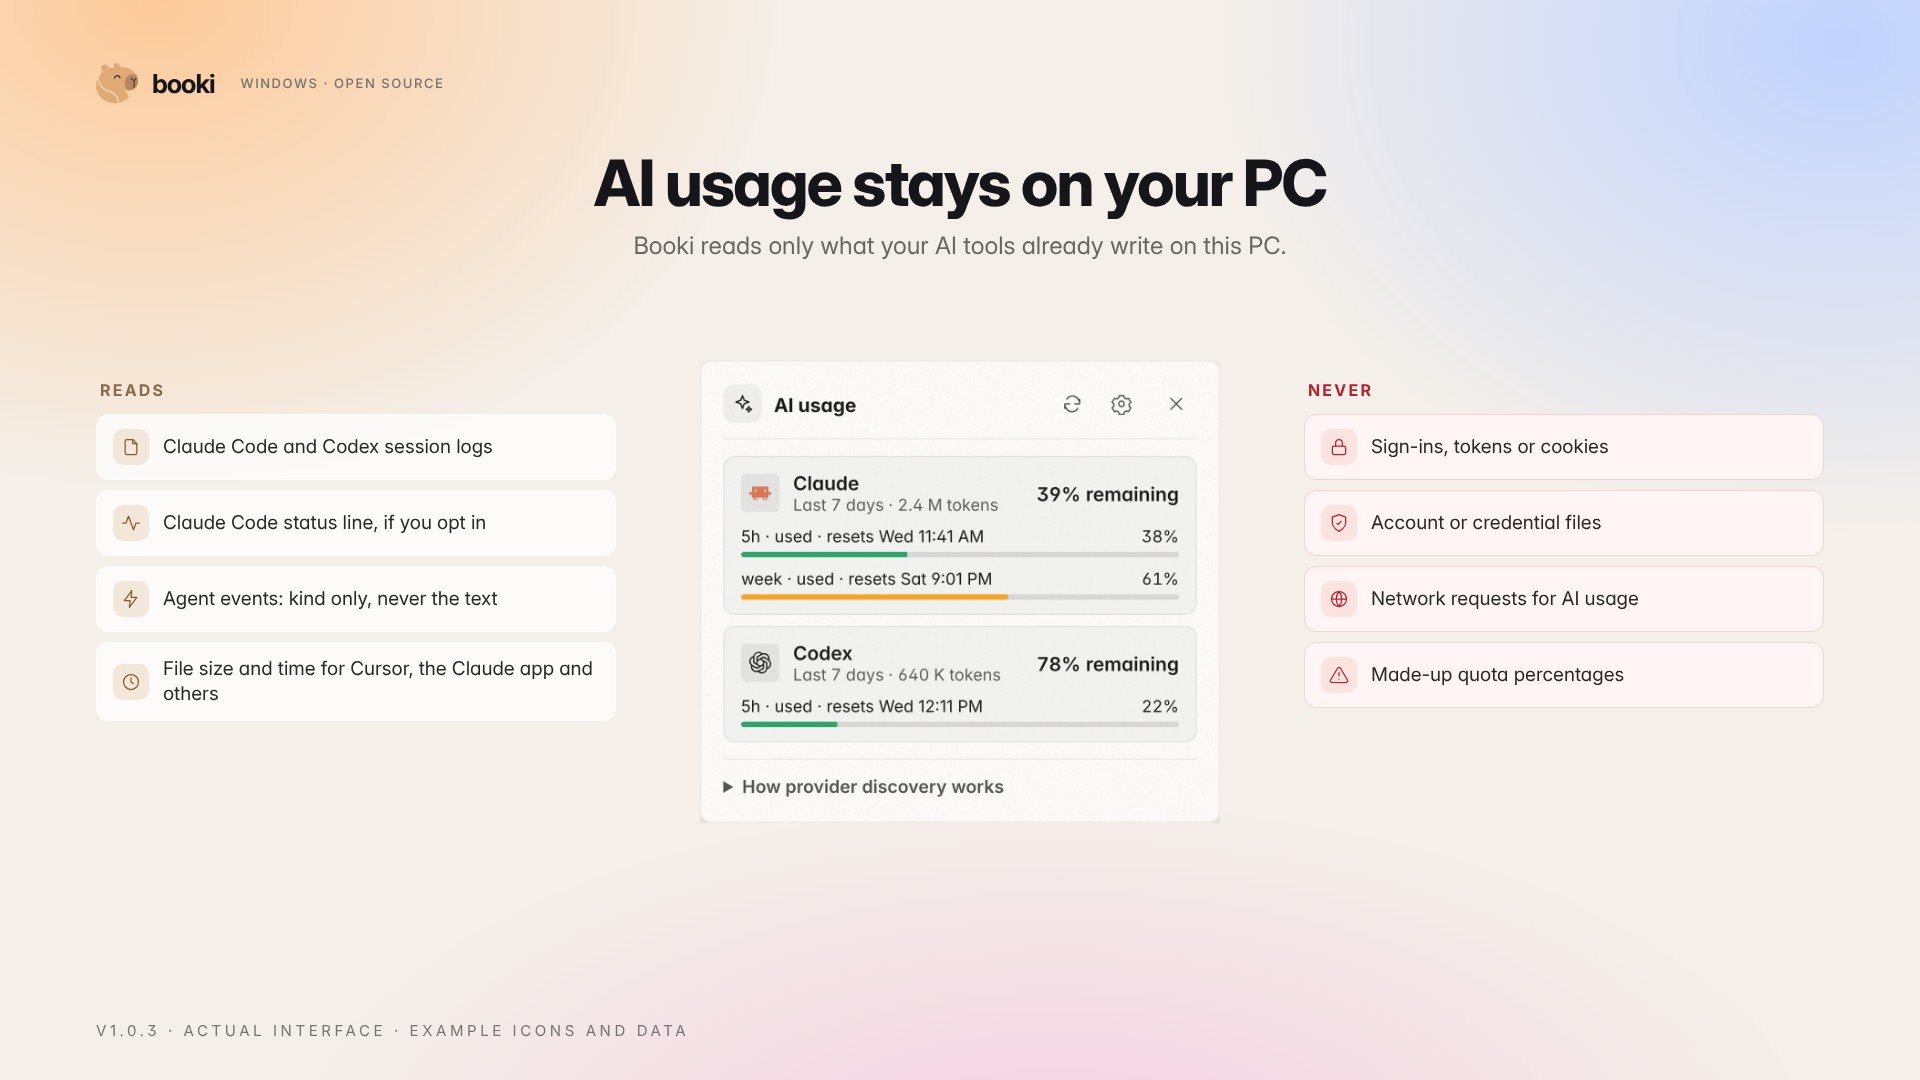 booki
WINDOWS · OPEN SOURCE
AI usage stays on your PC
Booki reads only what your AI tools already write on this PC.
READS
Claude Code and Codex session logs
Claude Code status line, if you opt in
Agent events: kind only, never the text
File size and time for Cursor, the Claude app and
others
AI usage
Claude
Last 7 days · 2.4 M tokens
39% remaining
5h · used · resets Wed 11:41 AM
38%
week · used · resets Sat 9:01 PM
61%
Codex
Last 7 days · 640 K tokens
78% remaining
5h · used · resets Wed 12:11 PM
22%
How provider discovery works
NEVER
Sign-ins, tokens or cookies
Account or credential files
Network requests for AI usage
Made-up quota percentages
V1.0.3 · ACTUAL INTERFACE · EXAMPLE ICONS AND DATA